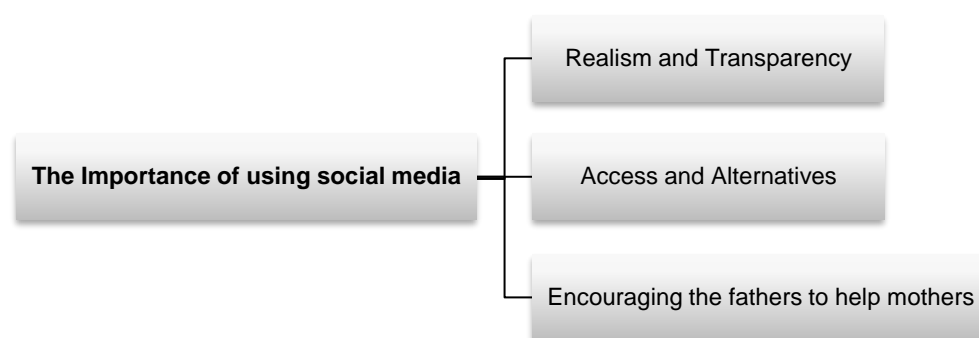 Realism and Transparency
The Importance of using social media
Access and Alternatives
Encouraging the fathers to help mothers